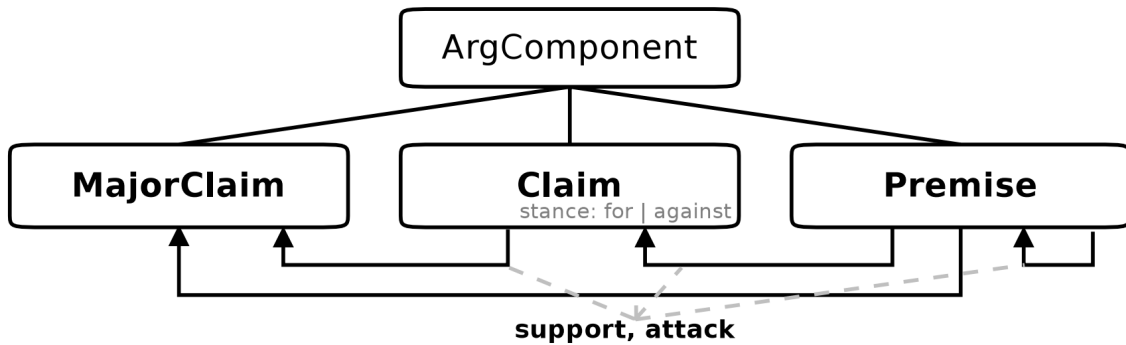 ArgComponent
MajorClaim
Claim
stance: for | against
Premise
support, attack